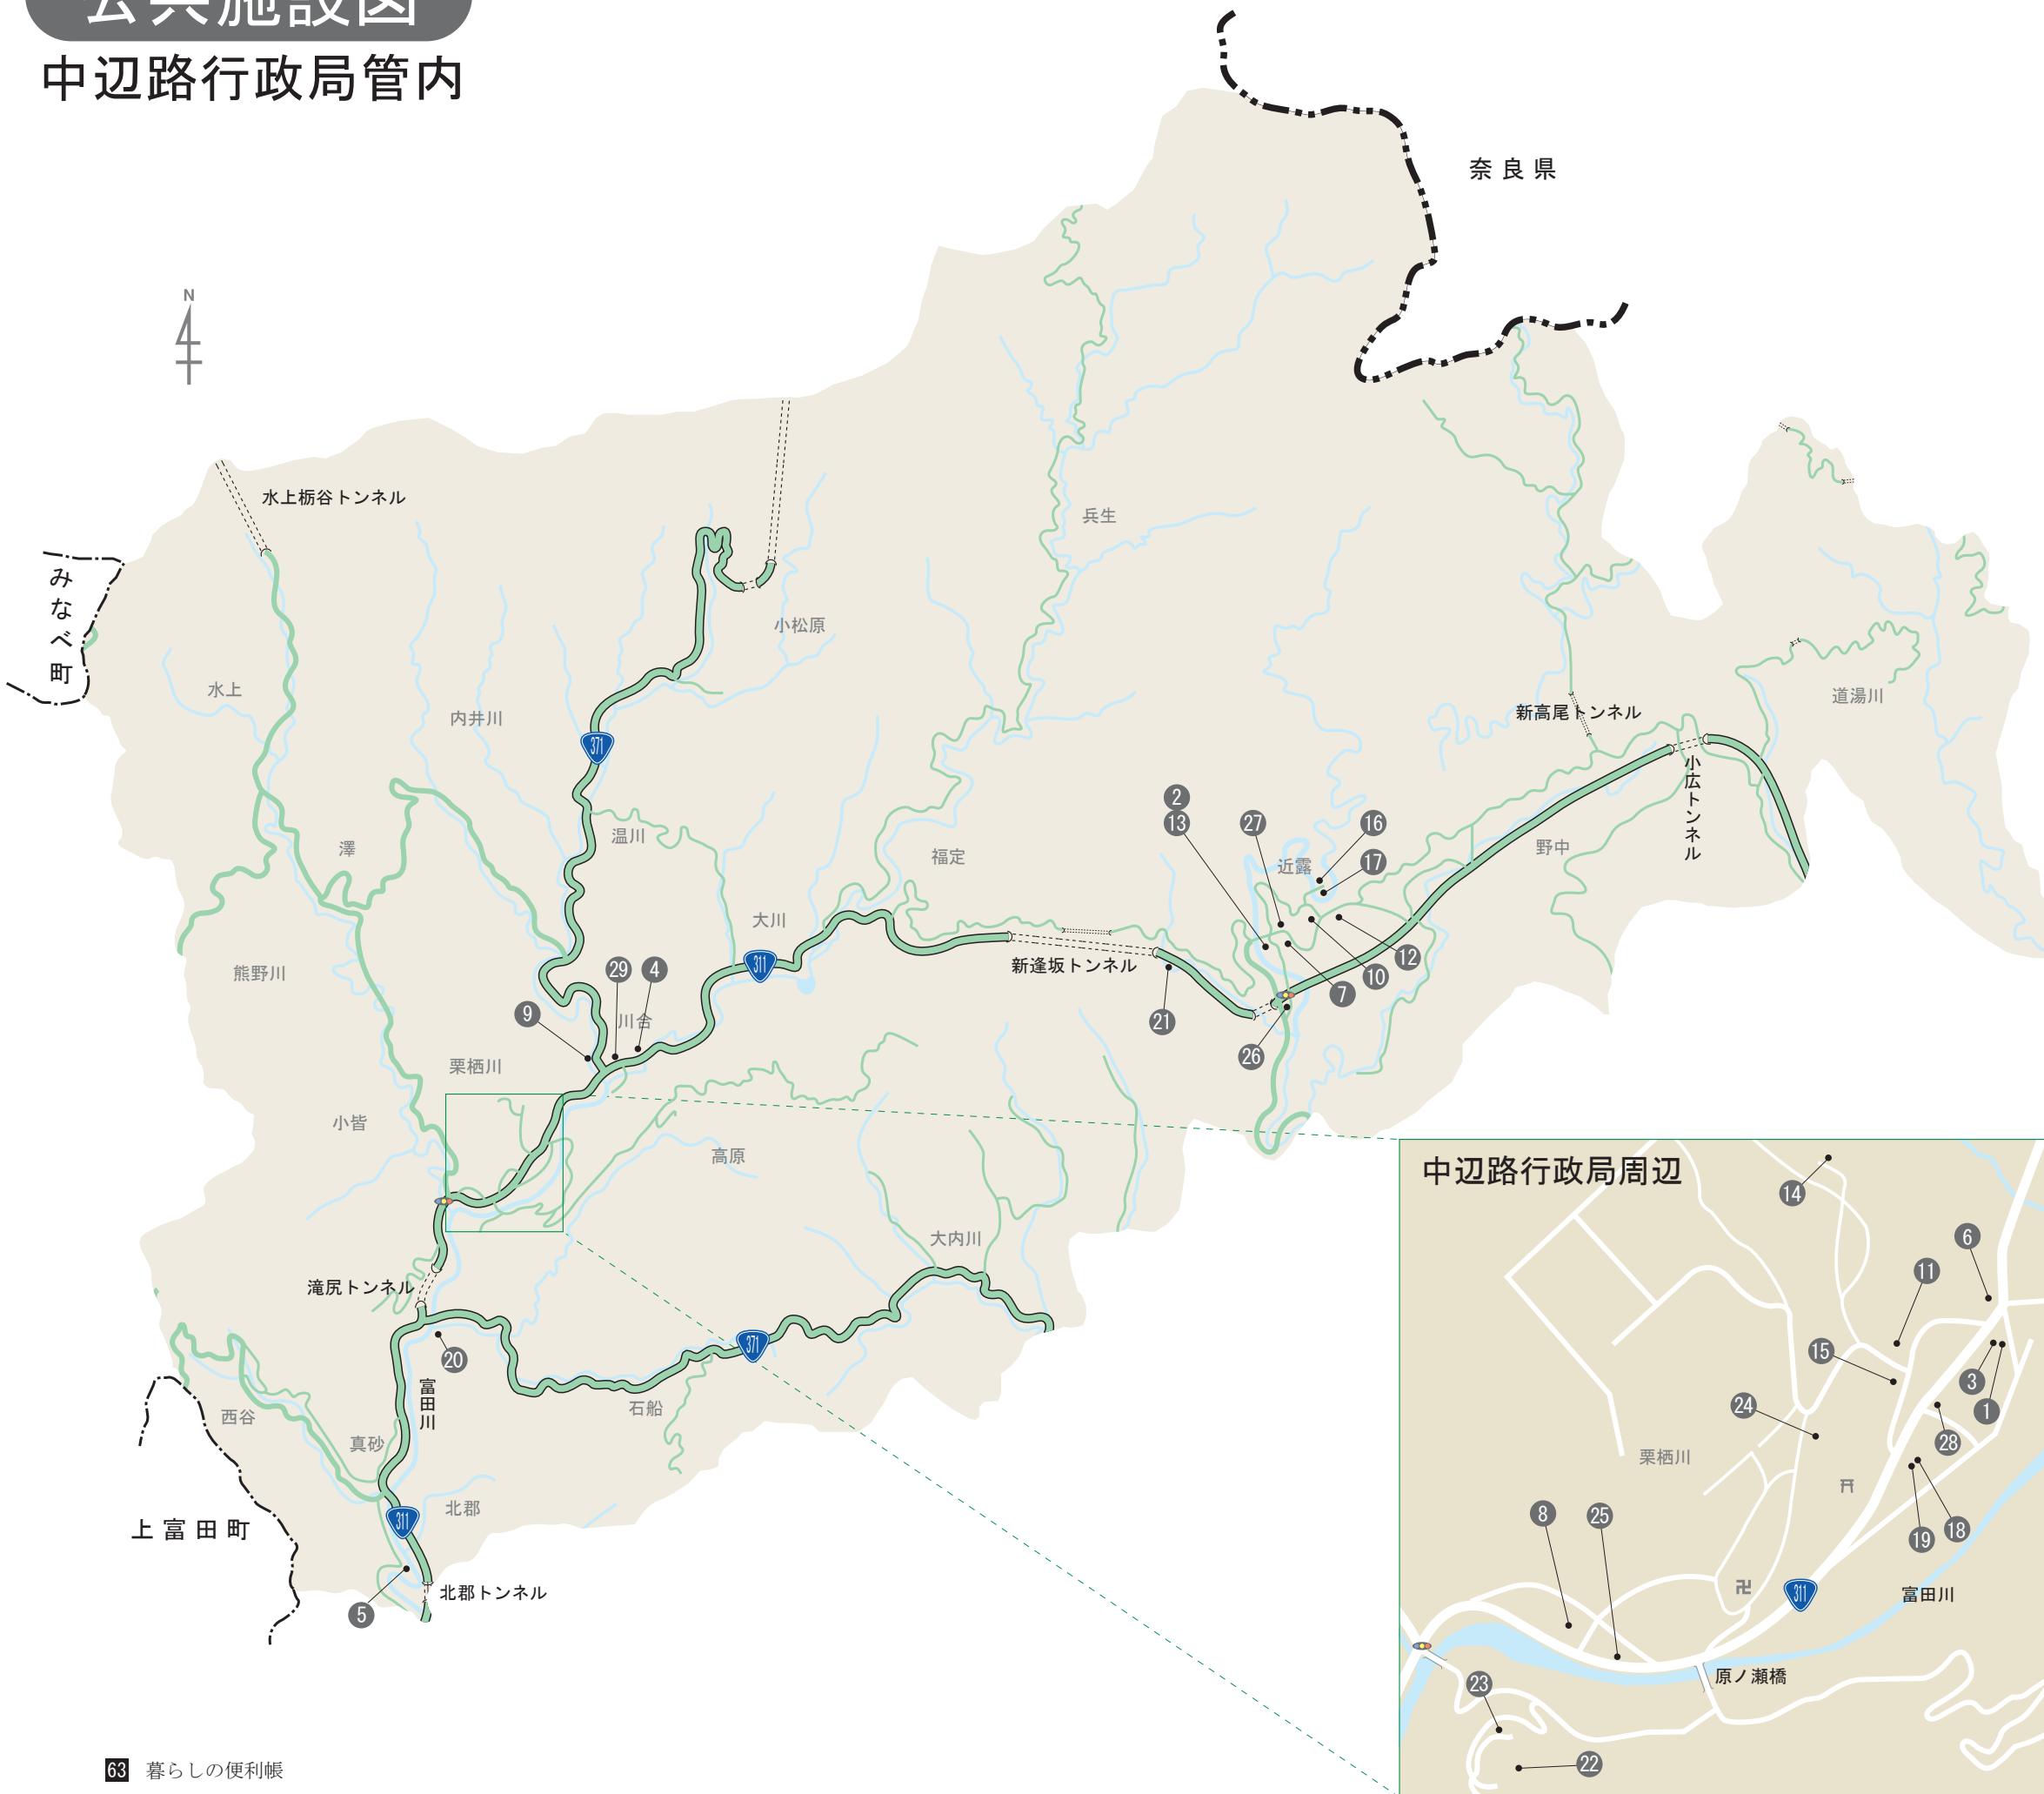 公共施設図
中辺路行政局管内
奈良県
N
水上栃谷トンネル
みなべ町
兵生
小松原
水上
内井川
371
新高尾トンネル
道湯川
小広トンネル
2
13
27
16
17
温川
澤
福定
近露
野中
大川
311
新逢坂トンネル
12
10
7
21
26
熊野川
29
4
9
川合
栗栖川
小皆
高原
大内川
滝尻トンネル
20
371
富田川
石船
西谷
真砂
北郡
311
上富田町
北郡トンネル
5
中辺路行政局周辺
14
6
11
15
3
1
24
28
栗栖川
8
25
19
18
311
富田川
原ノ瀬橋
23
22
63 暮らしの便利帳